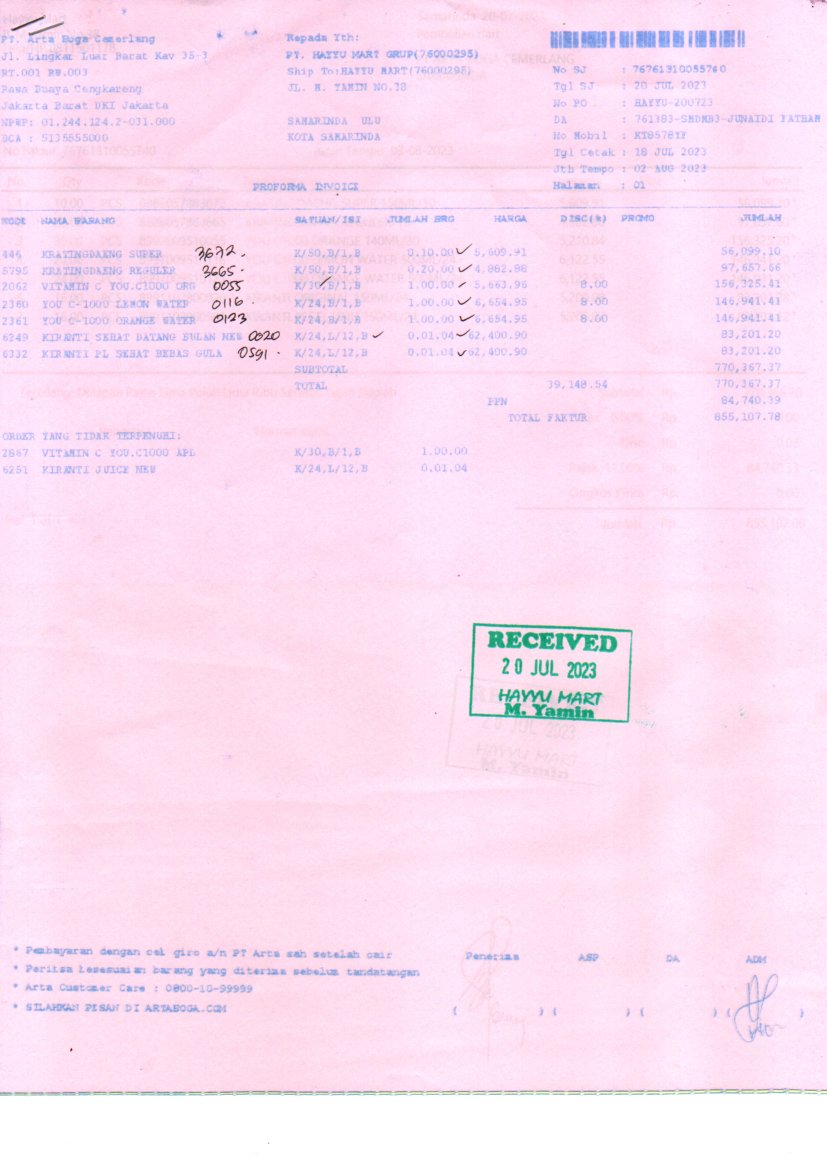 PT. Arta Boga Cemerlang
Jl. Lingkar Luar Barat Kav 35-3
RT.001 RW.003
Rawa Buaya Cengkareng
Jakarta Barat DKI Jakarta
NPWP: 01.244.124.2-031.000
BCA : 5135555000
Kepada Yth:
PT. HAYYU MART GRUP(76000295)
Ship To:HAYYU MART(76000295)
JL. M. YAMIN NO.38
SAMARINDA ULU
KOTA SAMARINDA
No SJ : 76761310055740
Tgl SJ : 20 JUL 2023
No PO : HAYYU-200723
DA : 761383-SMDMB3-JUNAIDI FATHAN
No Mobil : KT8578YF
Tgl Cetak : 18 JUL 2023
Jth Tempo : 02 AUG 2023
Halaman : 01
PROFORMA INVOICE
KODE NAMA BARANG SATUAN/ISI JUMLAH BRG HARGA DISC(%) PROMO JUMLAH
446 KRATINGDAENG SUPER 3672. K/50,B/1,B 0.10.00 5,609.91 56,099.10
5795 KRATINGDAENG REGULER 3665. K/50,B/1,B 0.20.00 4,882.88 97,657.66
2062 VITAMIN C YOU.C1000 ORG 0055 K/30,B/1,B 1.00.00 5,663.96 8.00 156,325.41
2360 YOU C-1000 LEMON WATER 0116 K/24,B/1,B 1.00.00 6,654.95 8.00 146,941.41
2361 YOU C-1000 ORANGE WATER 0123 K/24,B/1,B 1.00.00 6,654.95 8.00 146,941.41
6249 KIRANTI SEHAT DATANG BULAN NEW 0020 K/24,L/12,B 0.01.04 62,400.90 83,201.20
6332 KIRANTI PL SEHAT BEBAS GULA 0591. K/24,L/12,B 0.01.04 62,400.90 83,201.20
SUBTOTAL 770,367.37
TOTAL 39,148.54 770,367.37
PPN 84,740.39
TOTAL FAKTUR 855,107.78
ORDER YANG TIDAK TERPENUHI:
2887 VITAMIN C YOU.C1000 APL K/30,B/1,B 1.00.00
6251 KIRANTI JUICE NEW K/24,L/12,B 0.01.04
RECEIVED
20 JUL 2023
HAYYU MART
M. Yamin
* Pembayaran dengan cek giro a/n PT Arta sah setelah cair
* Periksa kesesuaian barang yang diterima sebelum tandatangan
* Arta Customer Care : 0800-10-99999
* SILAHKAN PESAN DI ARTABOGA.COM
Penerima ASP DA ADM
( ) ( ) ( ) ( )